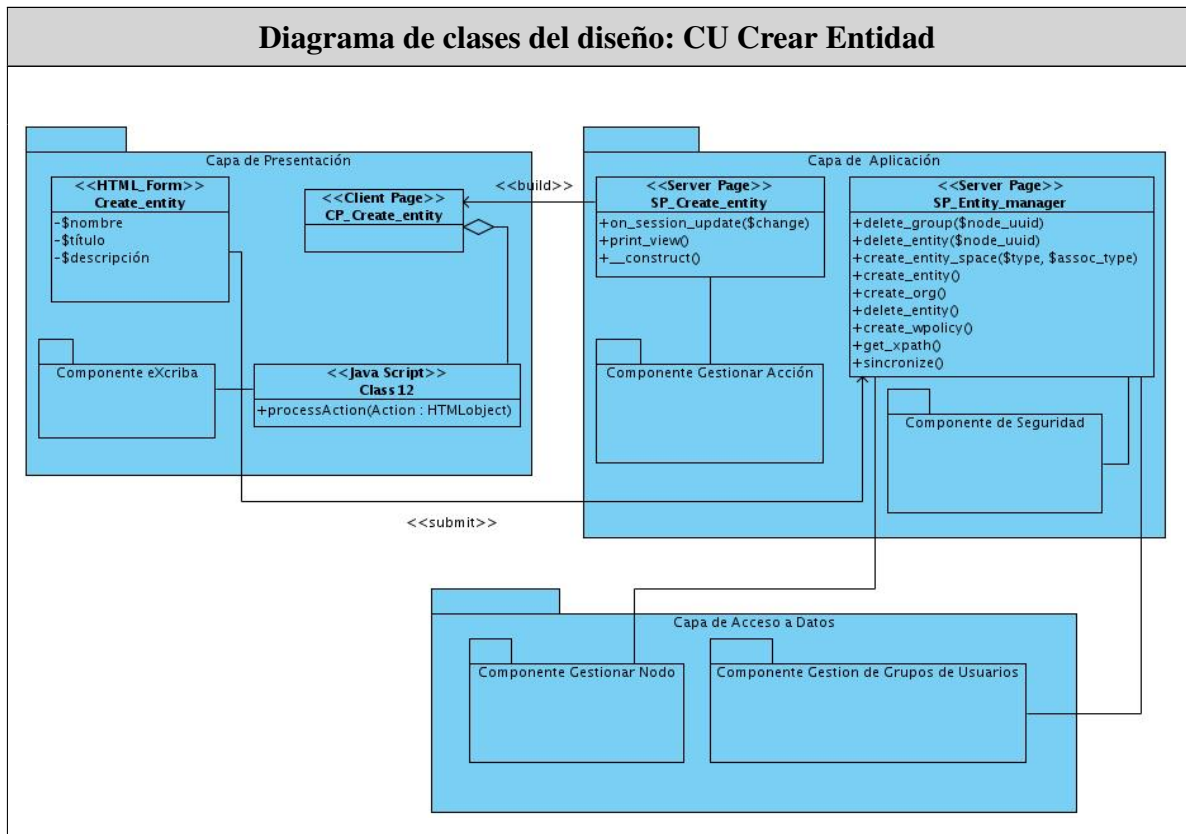 Diagrama de clases del diseño: CU Crear Entidad
Capa de Presentación
<<HTML_Form>>
Create_entity
-$nombre
-$título
-$descripción
<<Client Page>>
CP_Create_entity
Componente eXcriba
<<Java Script>>
Class12
+processAction(Action : HTMLobject)
<<build>>
Capa de Aplicación
<<Server Page>>
SP_Create_entity
+on_session_update($change)
+print_view()
+__construct()
<<Server Page>>
SP_Entity_manager
+delete_group($node_uuid)
+delete_entity($node_uuid)
+create_entity_space($type, $assoc_type)
+create_entity()
+create_org()
+delete_entity()
+create_wpolicy()
+get_xpath()
+sincronize()
Componente Gestionar Acción
Componente de Seguridad
<<submit>>
Capa de Acceso a Datos
Componente Gestionar Nodo
Componente Gestion de Grupos de Usuarios